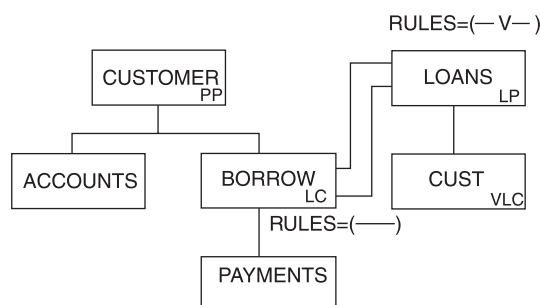 RULES=(— V— )
CUSTOMER
PP
LOANS
LP
ACCOUNTS
BORROW
LC
CUST
VLC
RULES=(——)
PAYMENTS